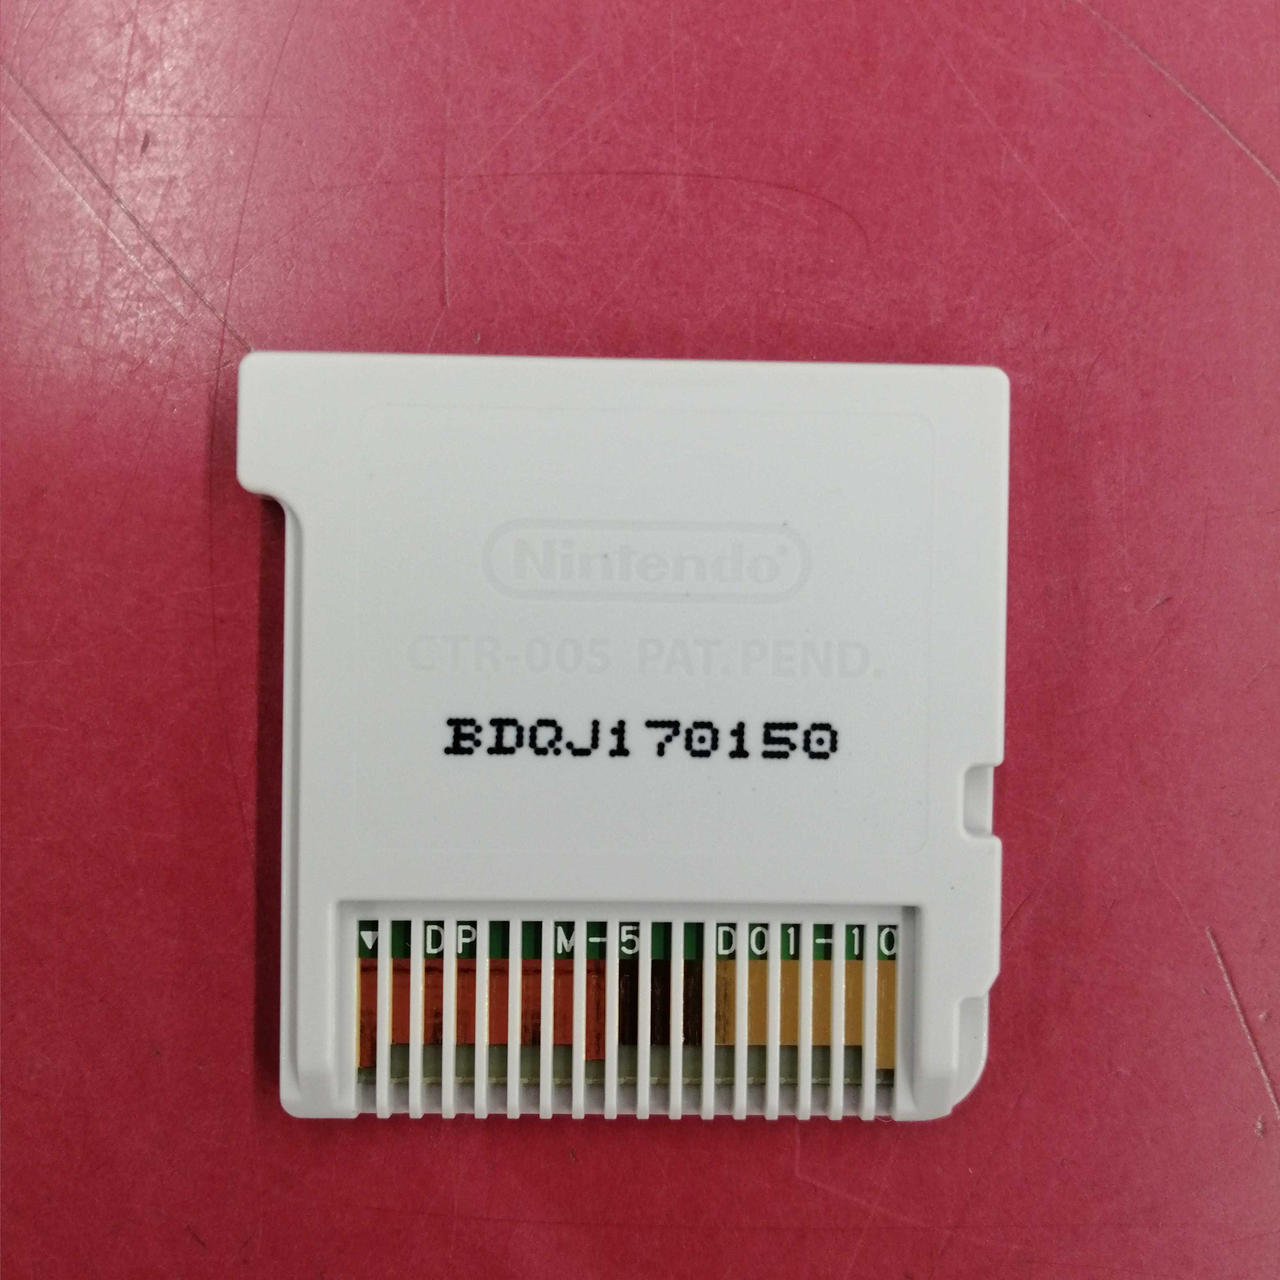 Nintendo®
CTR-005 PAT.PEND.
BDQJ170150
▼ DP M-5 D01-10